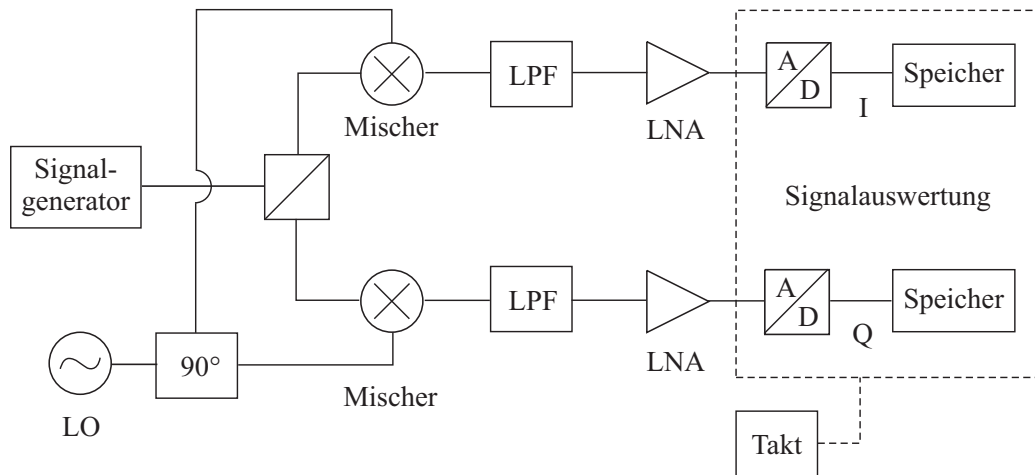 A
D
LPF
Speicher
I
Mischer
LNA
Signal-
generator
Signalauswertung
A
D
LPF
Speicher
Q
90°
Mischer
LNA
LO
Takt